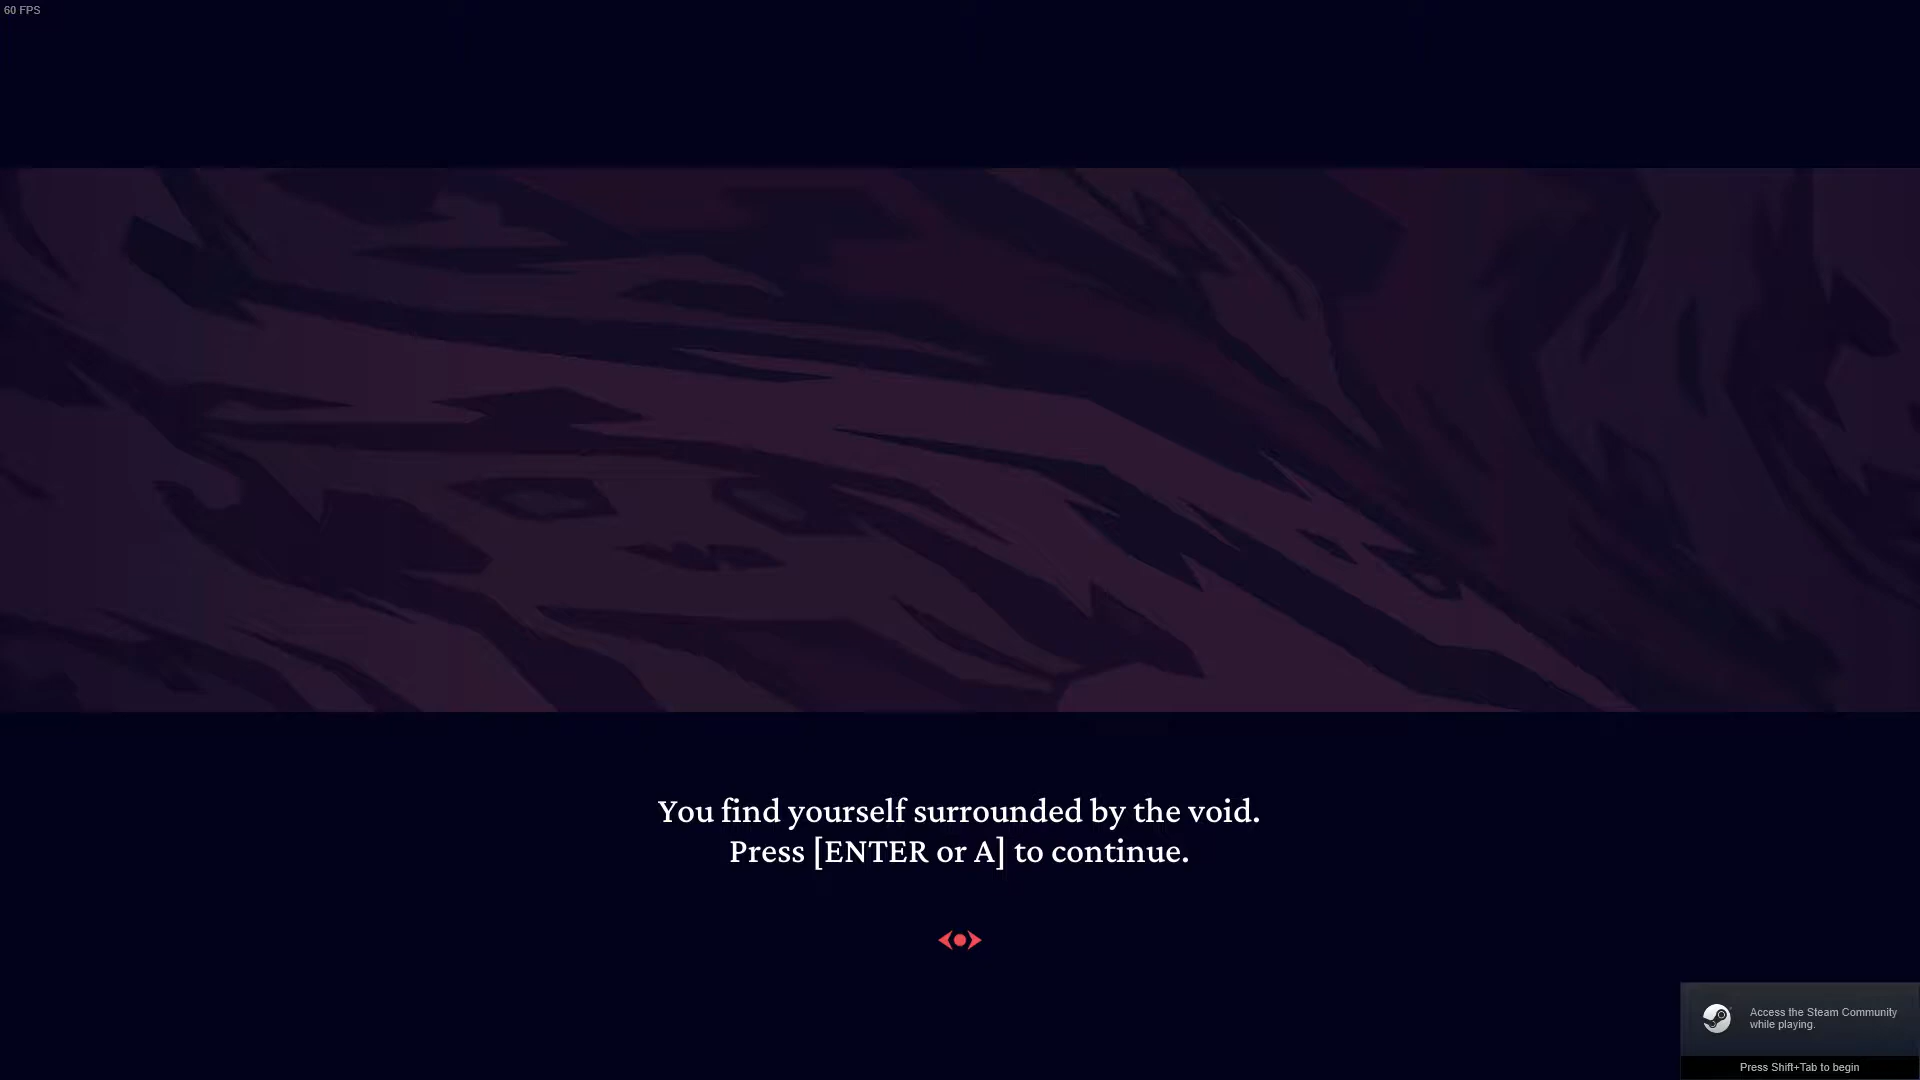 60 FPS
You find yourself surrounded by the void.
Press [ENTER or A] to continue.
Access the Steam Community
while playing.
Press Shift+Tab to begin